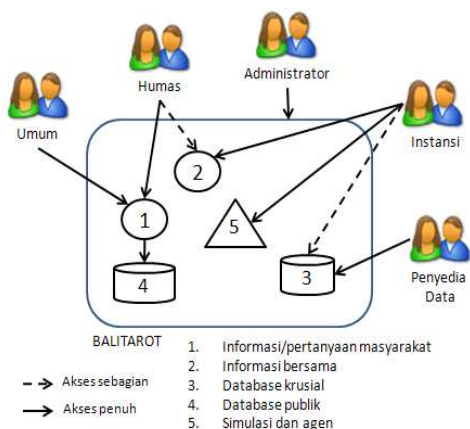 Administrator
Humas
Umum
Instansi
2
1
5
3
4
Penyedia
Data
BALITAROT
1. Informasi/pertanyaan masyarakat
2. Informasi bersama
3. Database krusial
4. Database publik
5. Simulasi dan agen
Akses sebagian
Akses penuh